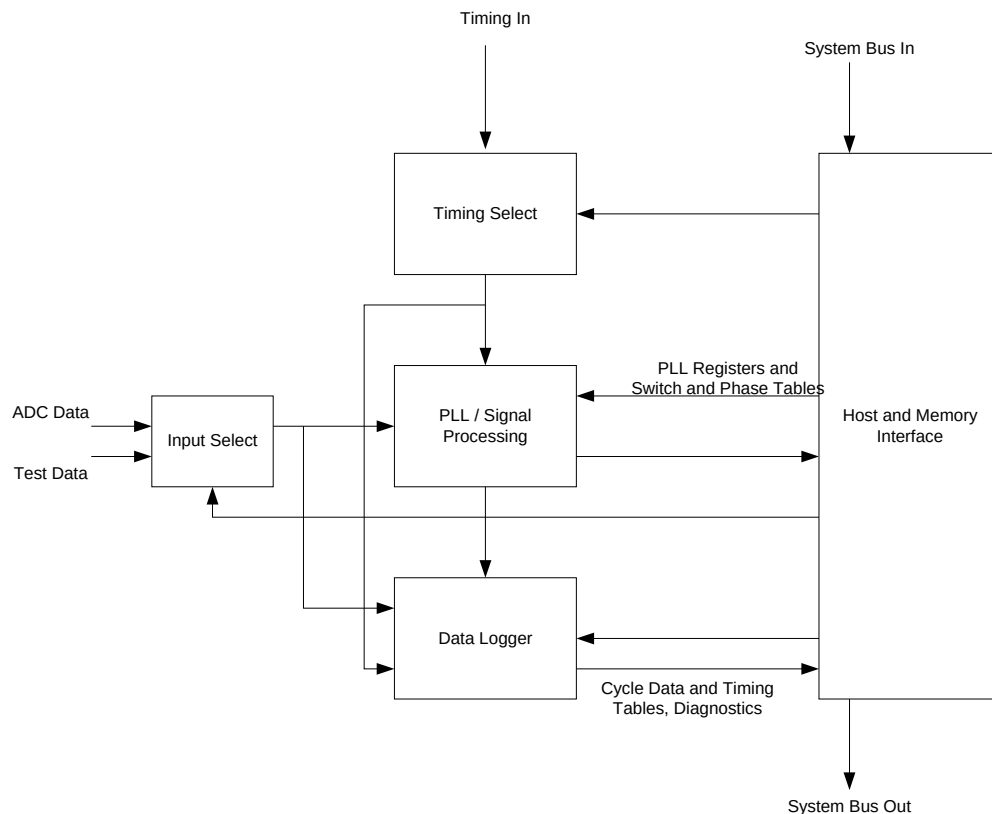 Timing In
System Bus In
Timing Select
PLL Registers and
Switch and Phase Tables
ADC Data
Input Select
PLL / Signal
Processing
Host and Memory
Interface
Test Data
Data Logger
Cycle Data and Timing
Tables, Diagnostics
System Bus Out